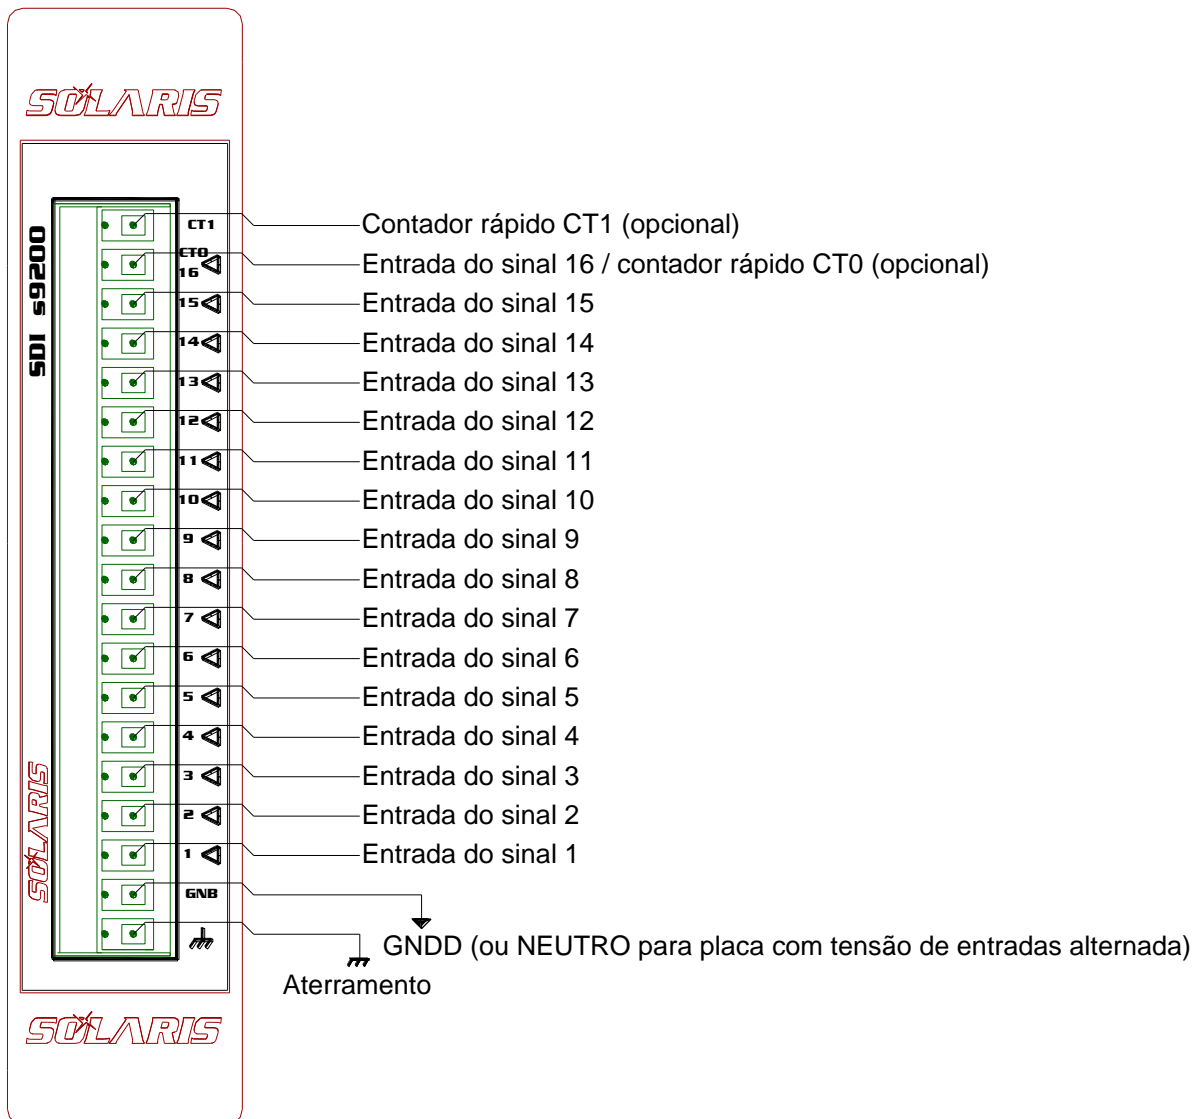 SOLARIS
SDI s9200
CT1
Contador rápido CT1 (opcional)
CT0
16
Entrada do sinal 16 / contador rápido CT0 (opcional)
15
Entrada do sinal 15
14
Entrada do sinal 14
13
Entrada do sinal 13
12
Entrada do sinal 12
11
Entrada do sinal 11
10
Entrada do sinal 10
9
Entrada do sinal 9
8
Entrada do sinal 8
7
Entrada do sinal 7
6
Entrada do sinal 6
5
Entrada do sinal 5
4
Entrada do sinal 4
3
Entrada do sinal 3
2
Entrada do sinal 2
1
Entrada do sinal 1
SOLARIS
GNB
GNDD (ou NEUTRO para placa com tensão de entradas alternada)
Aterramento
SOLARIS